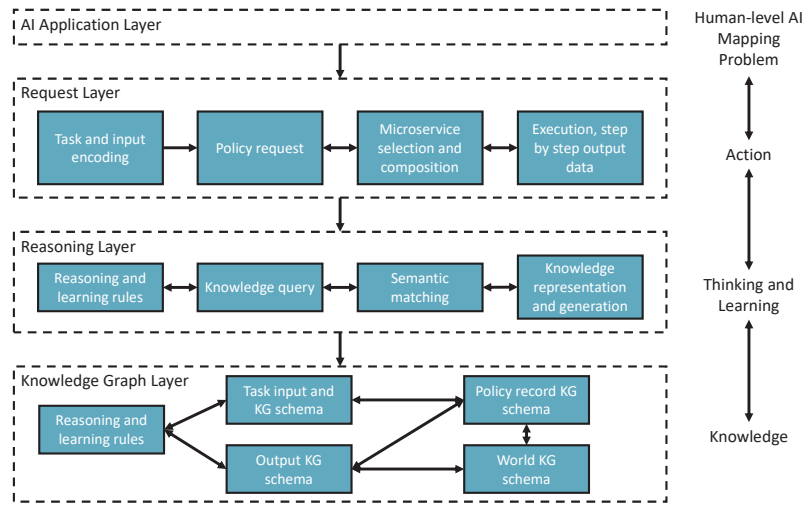 AI Application Layer
Human-level AI
Mapping
Problem
Request Layer
Task and input
encoding
Policy request
Microservice
selection and
composition
Execution, step
by step output
data
Action
Reasoning Layer
Reasoning and
learning rules
Knowledge query
Semantic
matching
Knowledge
representation
and generation
Thinking and
Learning
Knowledge Graph Layer
Reasoning and
learning rules
Task input and
KG schema
Policy record KG
schema
Output KG
schema
World KG
schema
Knowledge